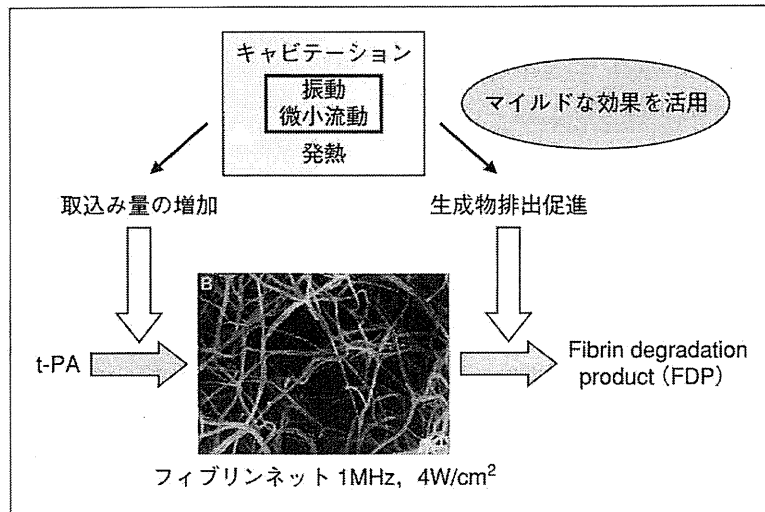 キャビテーション
振動
微小流動
発熱
マイルドな効果を活用
取込み量の増加
生成物排出促進
B
t-PA
Fibrin degradation
product (FDP)
フィブリンネット 1MHz, 4W/cm²